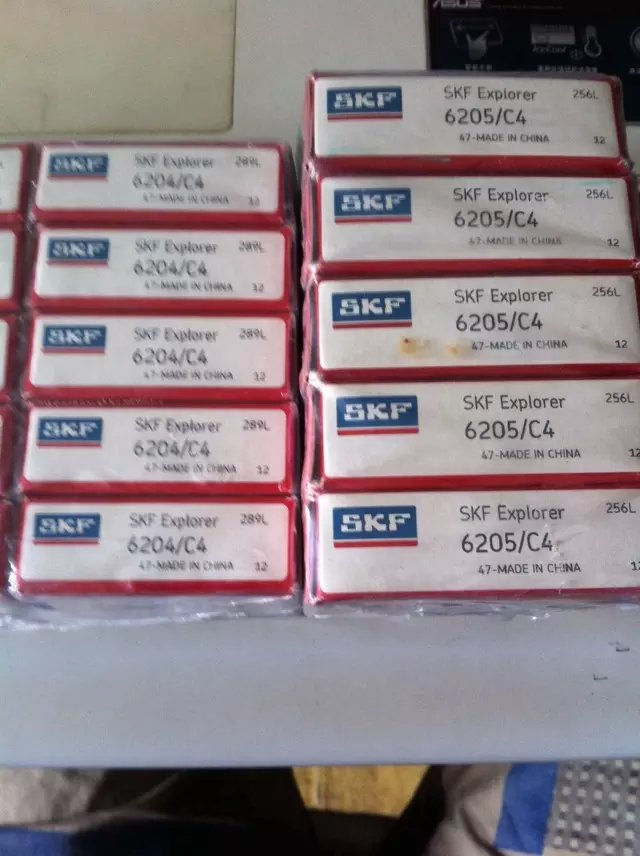 ASUS
IceCool
SKF
SKF Explorer 289L
6204/C4
47-MADE IN CHINA 12
SKF
SKF Explorer 289L
6204/C4
47-MADE IN CHINA 12
SKF
SKF Explorer 289L
6204/C4
47-MADE IN CHINA 12
SKF
SKF Explorer 289L
6204/C4
47-MADE IN CHINA 12
SKF
SKF Explorer 289L
6204/C4
47-MADE IN CHINA 12
SKF
SKF Explorer 256L
6205/C4
47-MADE IN CHINA 12
SKF
SKF Explorer 256L
6205/C4
47-MADE IN CHINA 12
SKF
SKF Explorer 256L
6205/C4
47-MADE IN CHINA 12
SKF
SKF Explorer 256L
6205/C4
47-MADE IN CHINA 12
SKF
SKF Explorer 256L
6205/C4
47-MADE IN CHINA